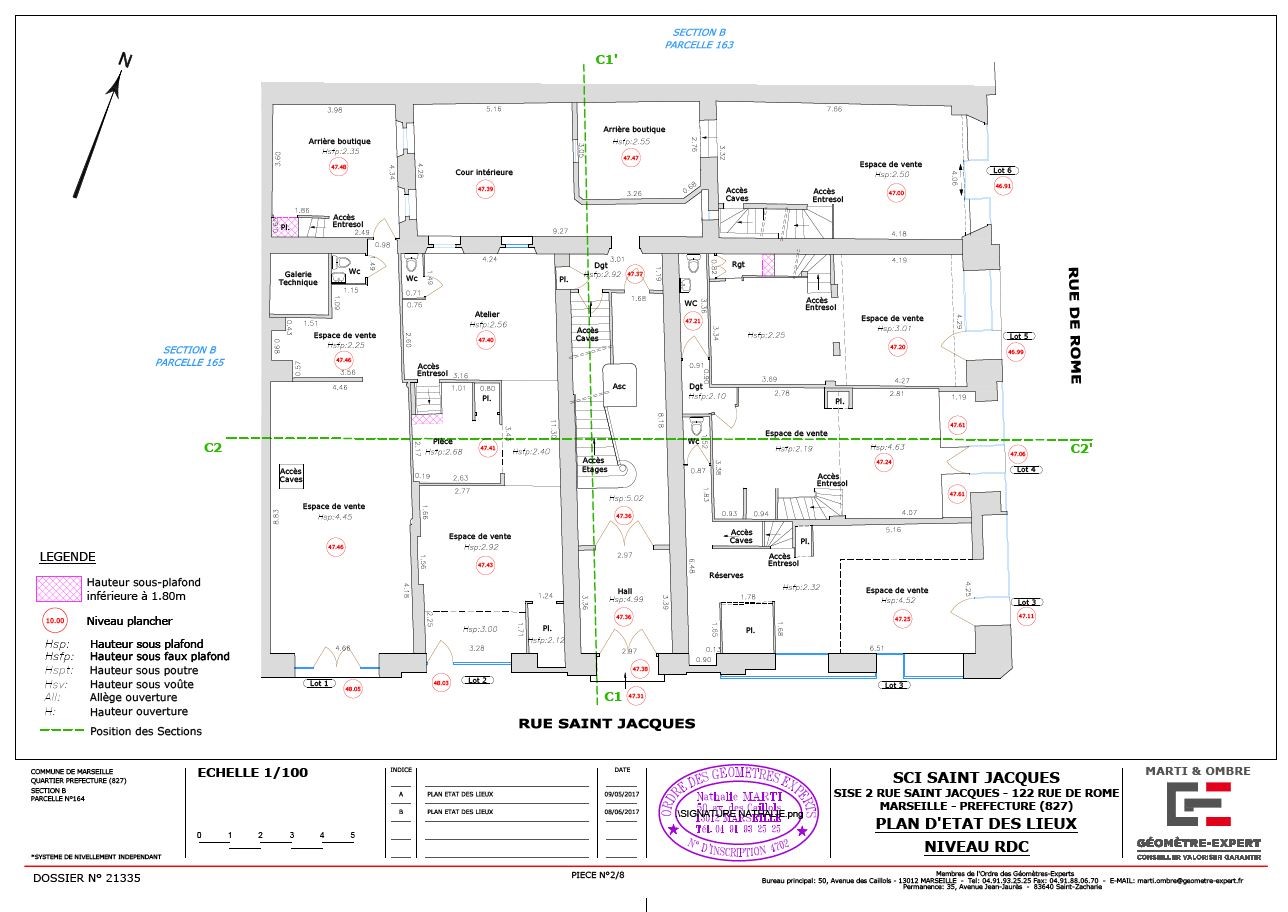 SECTION B
PARCELLE 163
N
C1'
3.98
5.16
7.66
Arrière boutique
Hsfp:2.35
47.48
3.63
4.34
4.28
Cour intérieure
47.39
3.05
Arrière boutique
Hsfp:2.55
47.47
2.76
3.32
3.26
0.68
Espace de vente
Hsp:2.50
47.00
4.06
Lot 6
46.91
1.86
Pl.
Accès
Entresol
2.49
0.98
9.27
Accès
Caves
Accès
Entresol
4.18
Galerie
Technique
Wc
1.15
1.09
1.51
0.43
0.98
0.57
Espace de vente
Hsfp:2.25
47.46
3.56
4.46
Wc
0.71
0.76
1.49
4.24
Atelier
Hsfp:2.56
47.40
2.60
3.16
Accès
Entresol
Pl.
Dgt
3.01
Hsfp:2.92
47.37
1.19
1.68
Accès
Caves
Asc
8.18
11.32
Accès
Etages
WC
47.21
3.36
3.34
0.91
Dgt
Hsfp:2.10
Rgt
0.82
Hsfp:2.25
3.69
Accès
Entresol
4.19
Espace de vente
Hsp:3.01
47.20
4.29
4.27
Lot 5
46.99
RUE DE ROME
SECTION B
PARCELLE 165
C2
C2'
1.01
0.80
Pl.
Pièce
Hsfp:2.68
47.41
2.17
3.43
Hsfp:2.40
0.19
2.63
2.77
Accès
Caves
8.83
Espace de vente
Hsp:4.45
47.46
4.18
1.66
1.56
Espace de vente
Hsp:2.92
47.43
2.25
Hsp:3.00
3.28
1.24
1.71
Pl.
Hsfp:2.12
4.66
Hsp:5.02
47.36
2.97
Hall
Hsp:4.99
47.36
3.36
3.39
2.97
47.38
Wc
0.87
1.83
3.38
2.78
Espace de vente
Hsfp:2.19
Pl.
2.81
Hsp:4.63
47.24
1.19
47.61
47.06
Lot 4
47.61
Accès
Entresol
0.93
0.94
4.07
5.16
Accès
Caves
Pl.
Accès
Entresol
6.48
Réserves
Hsfp:2.32
1.78
1.65
Pl.
1.68
0.90
Espace de vente
Hsp:4.52
47.25
4.25
6.51
Lot 3
47.11
Lot 3
Lot 1
48.05
48.03
Lot 2
C1
47.31
RUE SAINT JACQUES
LEGENDE
Hauteur sous-plafond
inférieure à 1.80m
10.00 Niveau plancher
Hsp: Hauteur sous plafond
Hsfp: Hauteur sous faux plafond
Hspt: Hauteur sous poutre
Hsv: Hauteur sous voûte
All: Allège ouverture
H: Hauteur ouverture
Position des Sections
COMMUNE DE MARSEILLE
QUARTIER PREFECTURE (827)
SECTION B
PARCELLE N°164
*SYSTEME DE NIVELLEMENT INDEPENDANT
ECHELLE 1/100
0 1 2 3 4 5
INDICE
DATE
A PLAN ETAT DES LIEUX 09/05/2017
B PLAN ETAT DES LIEUX 08/06/2017
ORDRE DES GEOMETRES EXPERTS
Nathalie MARTI
50 av. des Caillols
\SIGNATURE NATHALIE.png
13012 MARSEILLE
Tél. 04 91 93 25 25
N° D'INSCRIPTION 4702
SCI SAINT JACQUES
SISE 2 RUE SAINT JACQUES - 122 RUE DE ROME
MARSEILLE - PREFECTURE (827)
PLAN D'ETAT DES LIEUX
NIVEAU RDC
MARTI & OMBRE
GÉOMÈTRE-EXPERT
CONSEILLER VALORISER GARANTIR
DOSSIER N° 21335
PIECE N°2/8
Membres de l'Ordre des Géomètres-Experts
Bureau principal: 50, Avenue des Caillols - 13012 MARSEILLE - Tel: 04.91.93.25.25 Fax: 04.91.88.06.70 - E-MAIL: marti.ombre@geometre-expert.fr
Permanence: 35, Avenue Jean-Jaurès - 83640 Saint-Zacharie